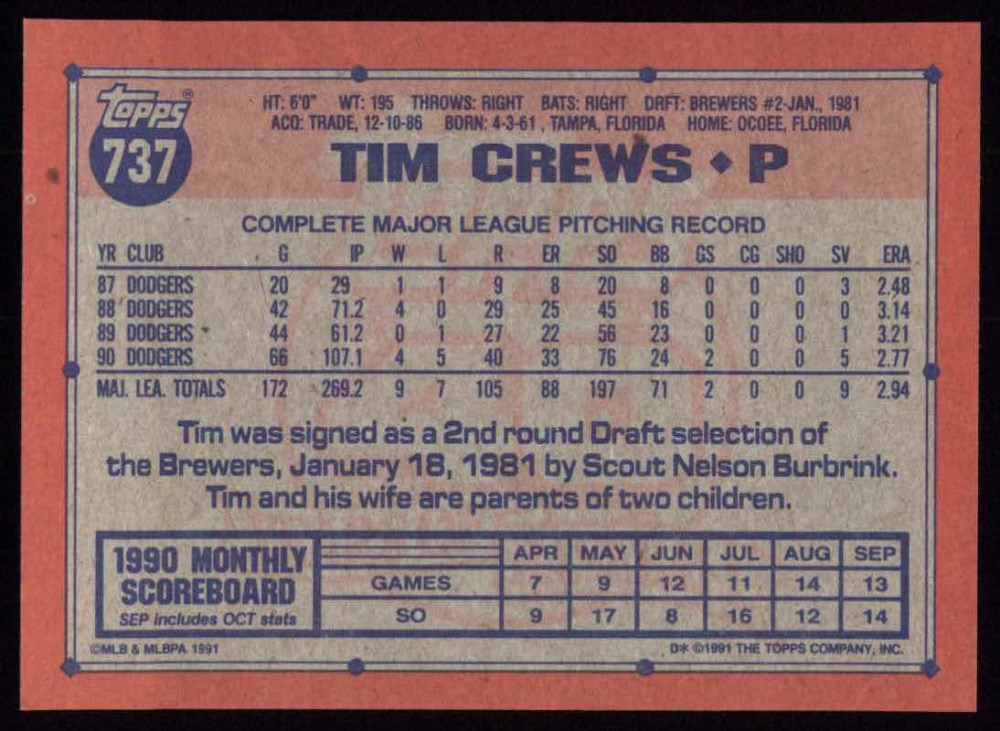 Topps®
737
HT: 6'0" WT: 195 THROWS: RIGHT BATS: RIGHT DRFT: BREWERS #2-JAN., 1981
ACQ: TRADE, 12-10-86 BORN: 4-3-61, TAMPA, FLORIDA HOME: OCOEE, FLORIDA
TIM CREWS ♦ P
COMPLETE MAJOR LEAGUE PITCHING RECORD
YR CLUB G IP W L R ER SO BB GS CG SHO SV ERA
87 DODGERS 20 29 1 1 9 8 20 8 0 0 0 3 2.48
88 DODGERS 42 71.2 4 0 29 25 45 16 0 0 0 0 3.14
89 DODGERS 44 61.2 0 1 27 22 56 23 0 0 0 1 3.21
90 DODGERS 66 107.1 4 5 40 33 76 24 2 0 0 5 2.77
MAJ. LEA. TOTALS 172 269.2 9 7 105 88 197 71 2 0 0 9 2.94
Tim was signed as a 2nd round Draft selection of
the Brewers, January 18, 1981 by Scout Nelson Burbrink.
Tim and his wife are parents of two children.
1990 MONTHLY
SCOREBOARD
SEP includes OCT stats
APR MAY JUN JUL AUG SEP
GAMES 7 9 12 11 14 13
SO 9 17 8 16 12 14
©MLB & MLBPA 1991 D* ©1991 THE TOPPS COMPANY, INC.